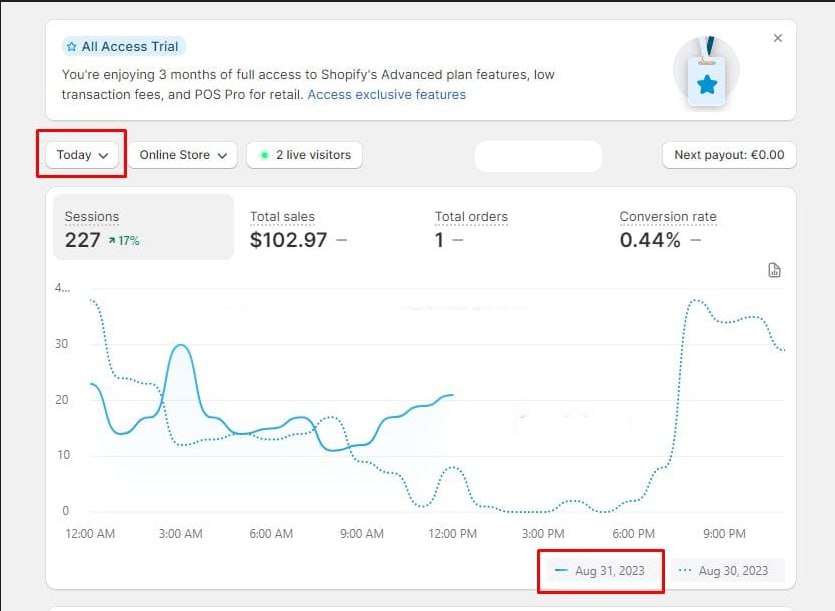 All Access Trial
You're enjoying 3 months of full access to Shopify's Advanced plan features, low
transaction fees, and POS Pro for retail. Access exclusive features
Today Online Store 2 live visitors Next payout: €0.00
Sessions Total sales Total orders Conversion rate
227 17% $102.97 — 1 — 0.44% —
4...
30
20
10
0
12:00 AM 3:00 AM 6:00 AM 9:00 AM 12:00 PM 3:00 PM 6:00 PM 9:00 PM
Aug 31, 2023 Aug 30, 2023